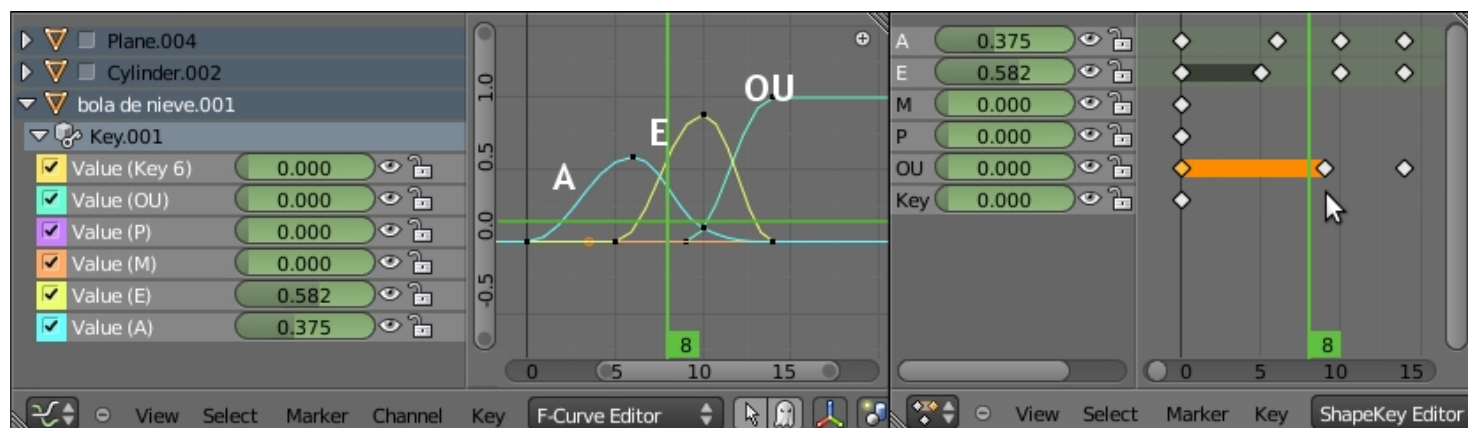 Plane.004
Cylinder.002
bola de nieve.001
Key.001
Value (Key 6) 0.000
Value (OU) 0.000
Value (P) 0.000
Value (M) 0.000
Value (E) 0.582
Value (A) 0.375
View Select Marker Channel Key F-Curve Editor
1.0
0.5
0.0
-0.5
A
E
OU
8
0 5 10 15
A 0.375
E 0.582
M 0.000
P 0.000
OU 0.000
Key 0.000
8
0 5 10 15
View Select Marker Key ShapeKey Editor